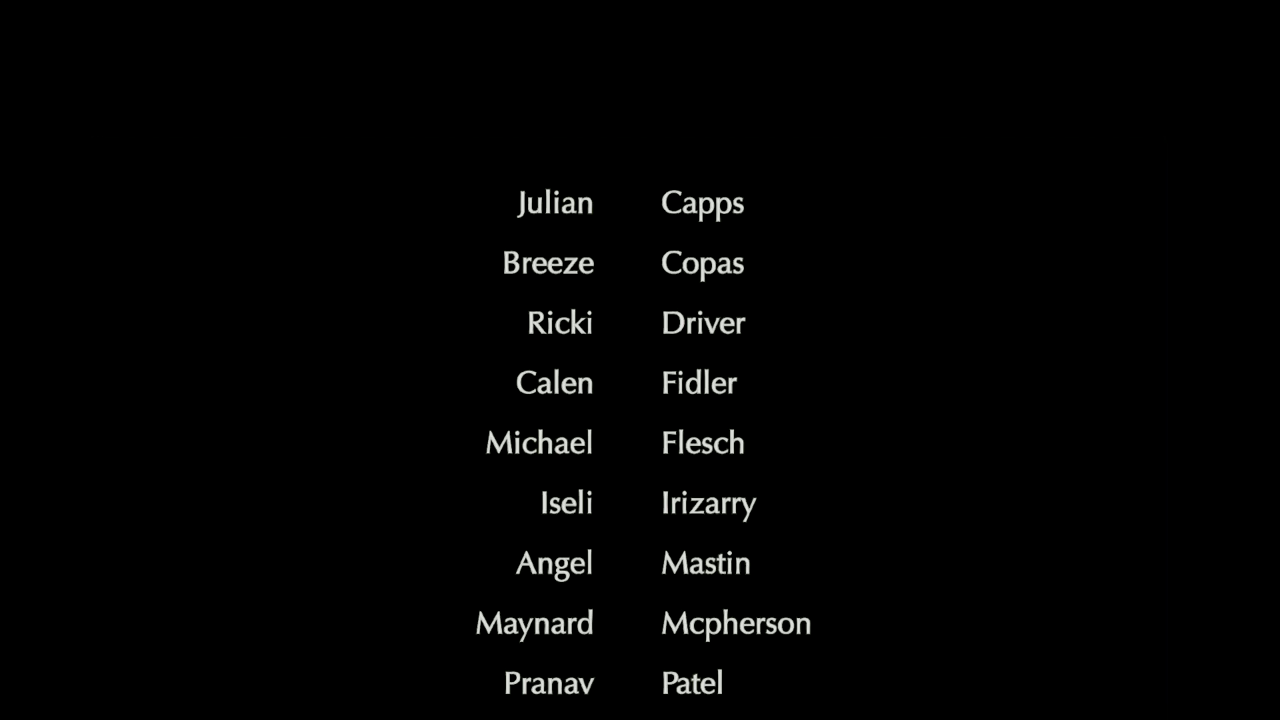 Julian Capps
Breeze Copas
Ricki Driver
Calen Fidler
Michael Flesch
Iseli Irizarry
Angel Mastin
Maynard Mcpherson
Pranav Patel